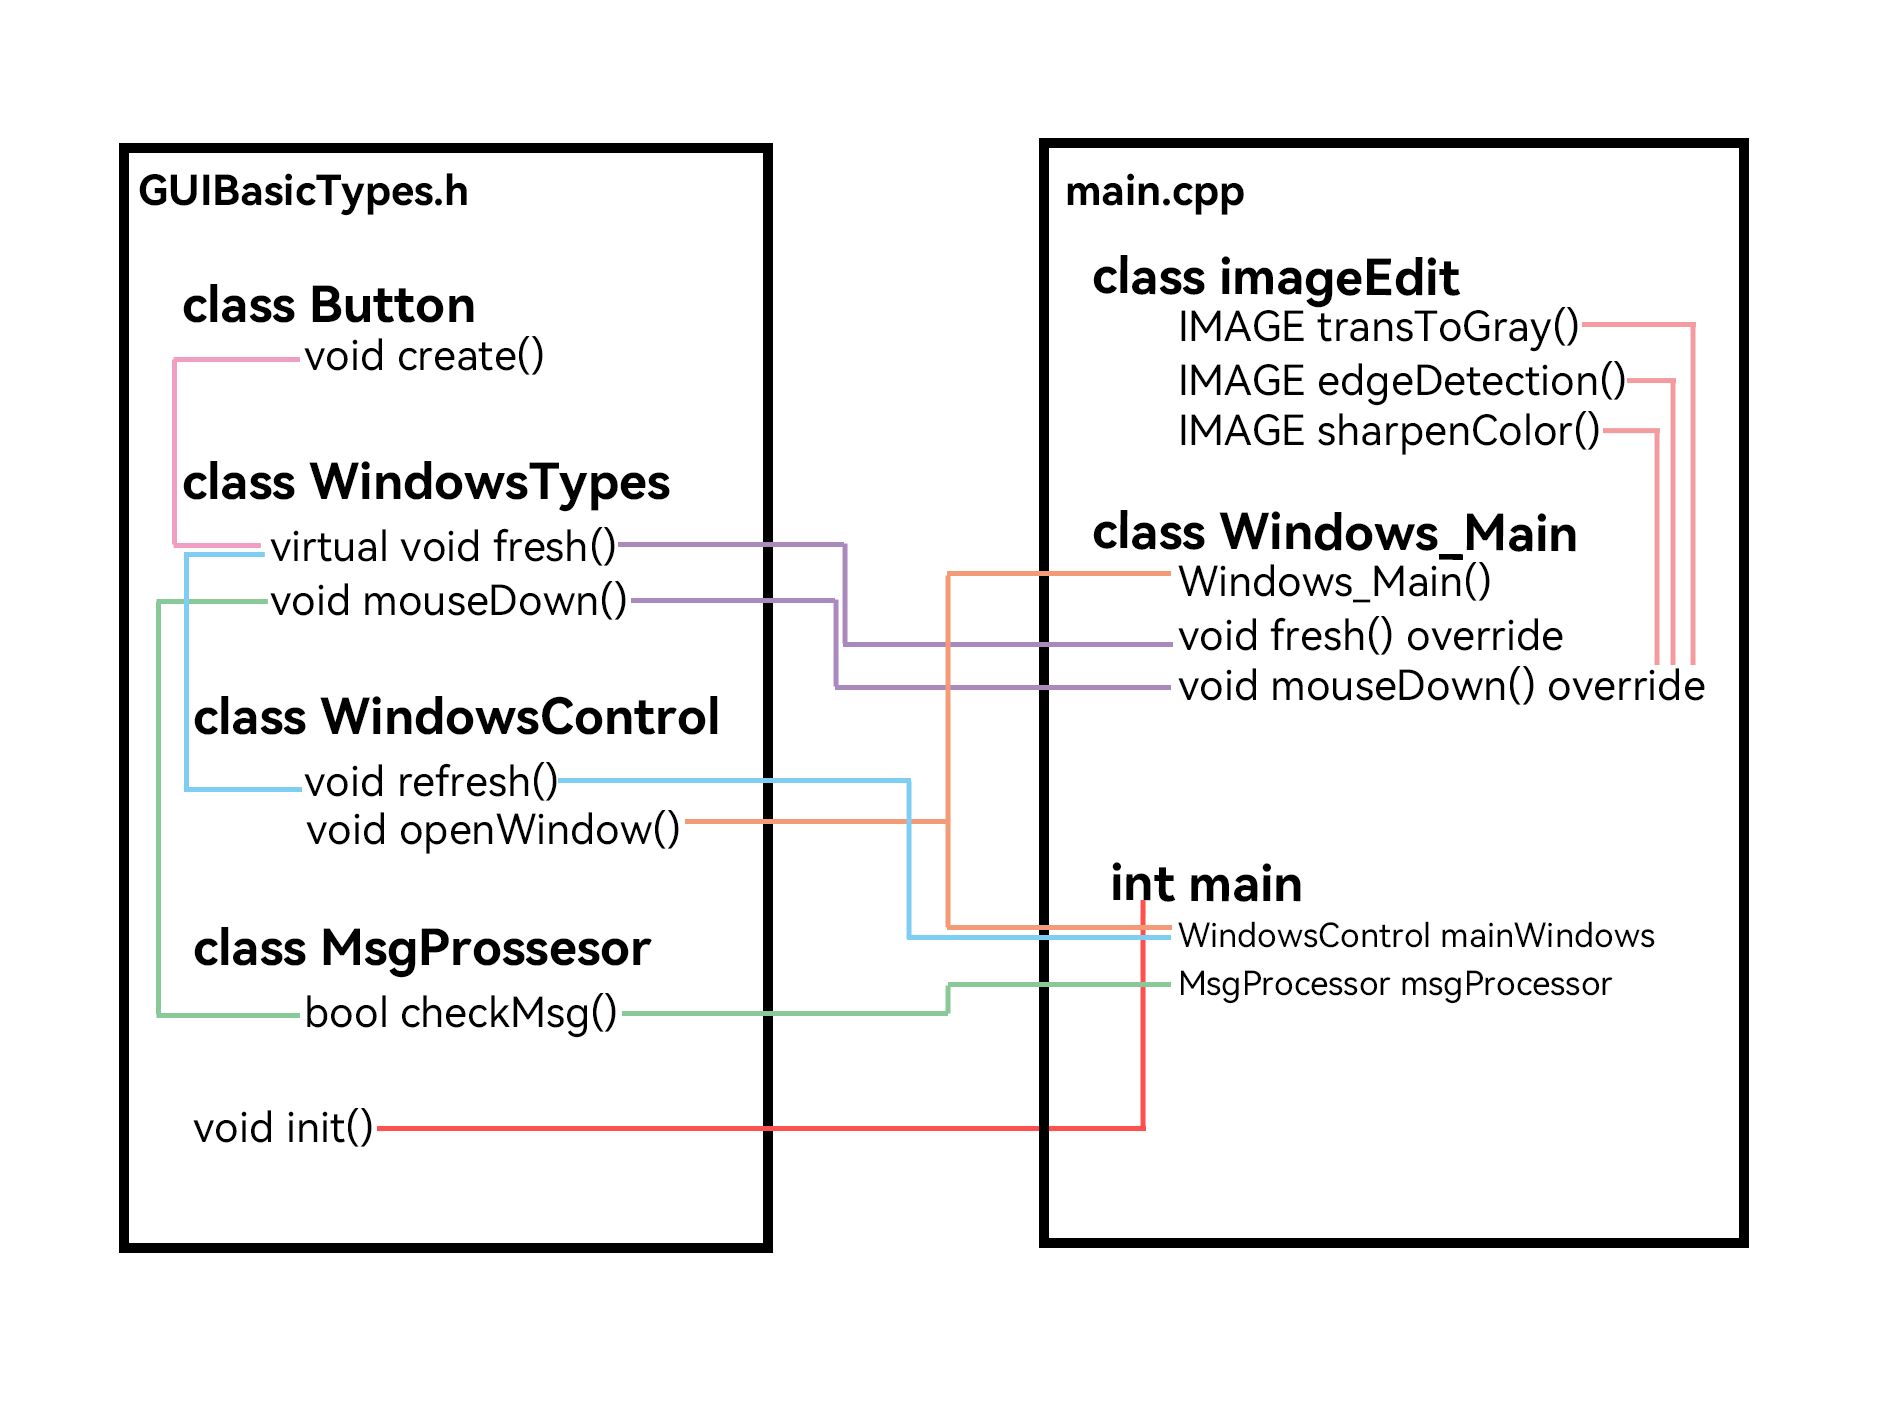 GUIBasicTypes.h
class Button
void create()
class WindowsTypes
virtual void fresh()
void mouseDown()
class WindowsControl
void refresh()
void openWindow()
class MsgProssesor
bool checkMsg()
void init()
main.cpp
class imageEdit
IMAGE transToGray()
IMAGE edgeDetection()
IMAGE sharpenColor()
class Windows_Main
Windows_Main()
void fresh() override
void mouseDown() override
int main
WindowsControl mainWindows
MsgProcessor msgProcessor